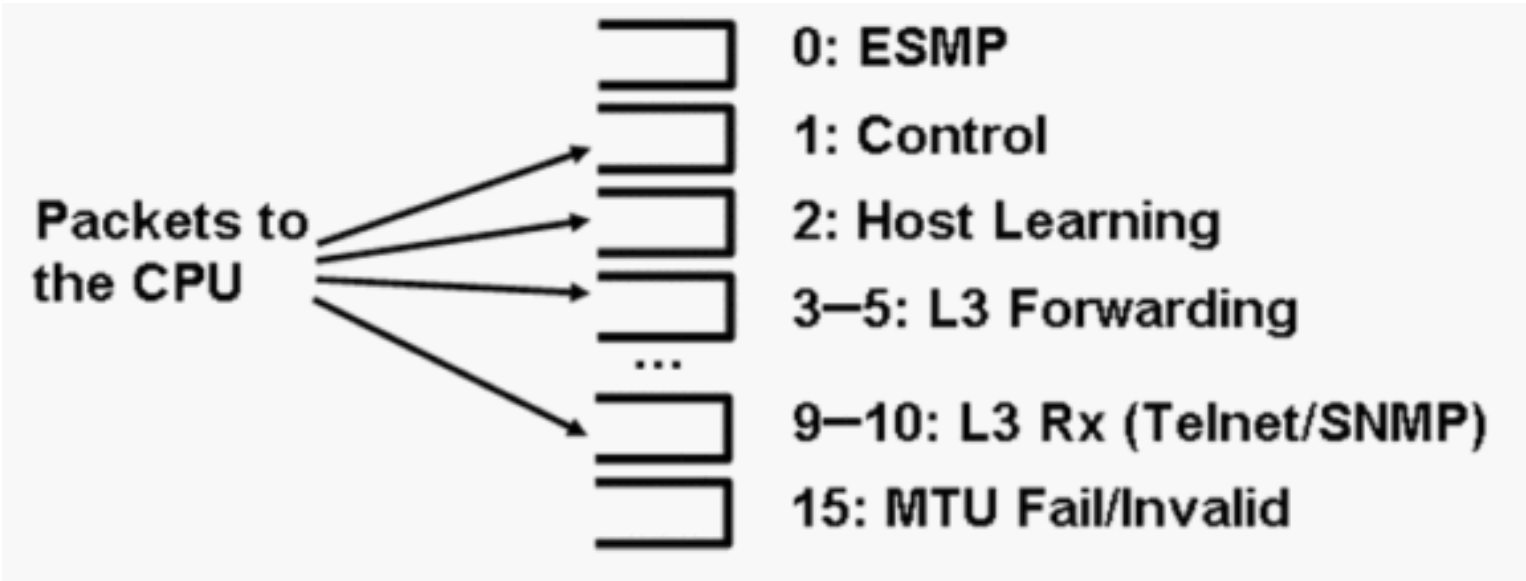 0: ESMP
1: Control
Packets to
the CPU
2: Host Learning
3–5: L3 Forwarding
...
9–10: L3 Rx (Telnet/SNMP)
15: MTU Fail/Invalid